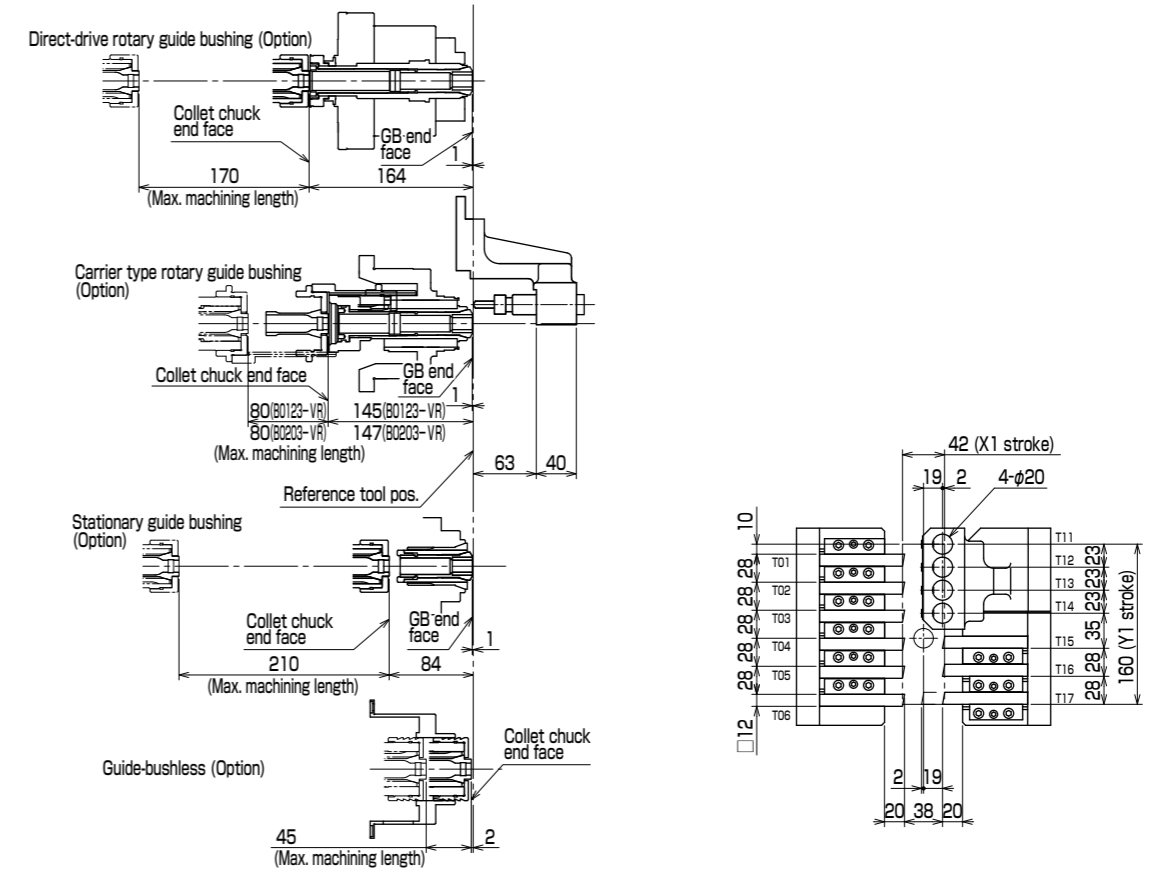 Direct-drive rotary guide bushing (Option)
Collet chuck
end face
GB end
face
1
170
164
(Max. machining length)
Carrier type rotary guide bushing
(Option)
Collet chuck end face
GB end
face
1
80(B0123-VR)
145(B0123-VR)
80(B0203-VR)
147(B0203-VR)
(Max. machining length)
63
40
Reference tool pos.
Stationary guide bushing
(Option)
Collet chuck
end face
GB end
face
1
210
84
(Max. machining length)
Guide-bushless (Option)
Collet chuck
end face
45
2
(Max. machining length)
42 (X1 stroke)
19
2
4-φ20
10
28
28
28
28
28
□12
T01
T02
T03
T04
T05
T06
T11
T12
T13
T14
T15
T16
T17
23
23
23
35
28
28
160 (Y1 stroke)
2
19
20
38
20